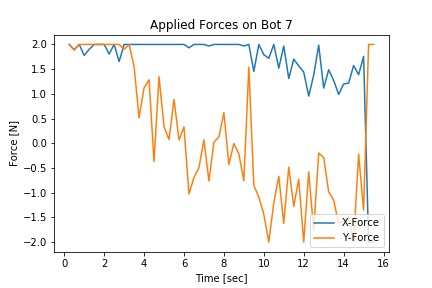 Applied Forces on Bot 7
Force [N]
2.0
1.5
1.0
0.5
0.0
−0.5
−1.0
−1.5
−2.0
X-Force
Y-Force
0 2 4 6 8 10 12 14 16
Time [sec]